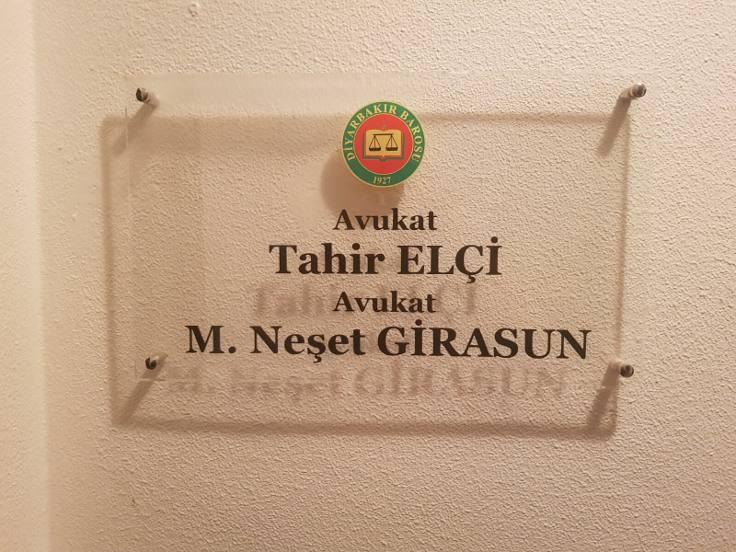 DİYARBAKIR BAROSU
1927
Avukat
Tahir ELÇİ
Avukat
M. Neşet GİRASUN